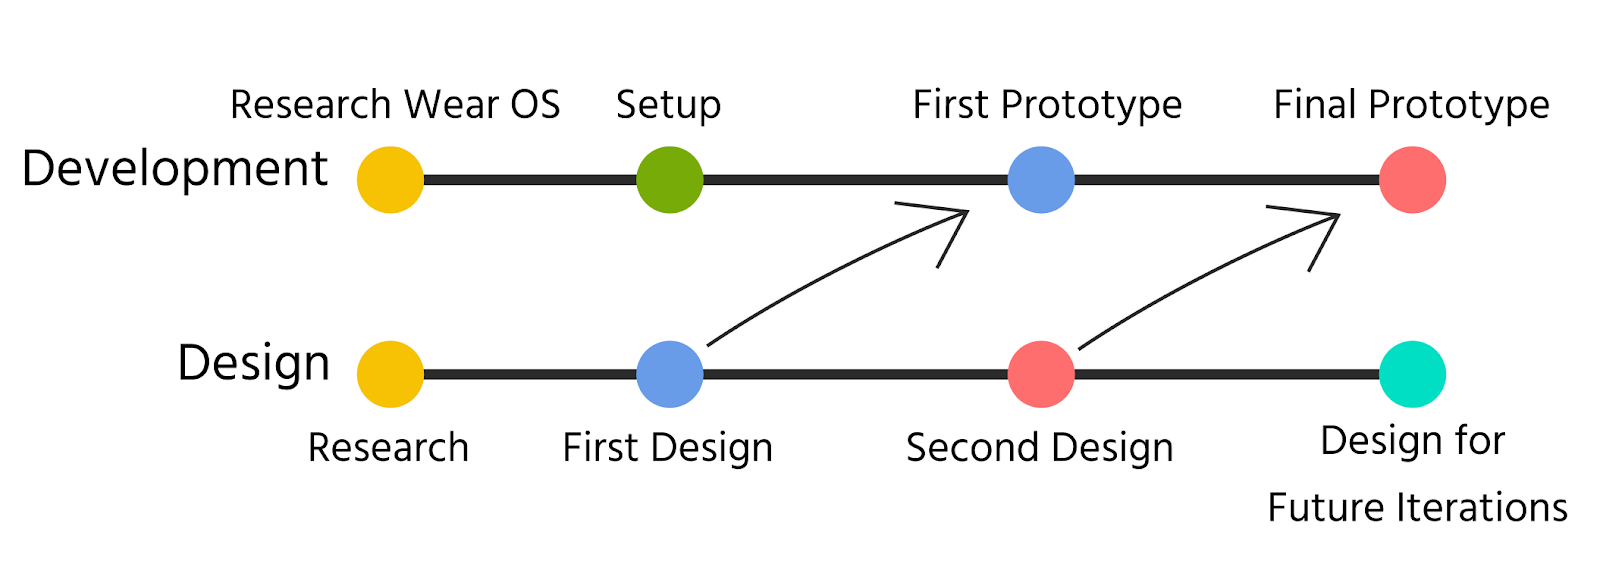 Research Wear OS
Setup
First Prototype
Final Prototype
Development
Design
Research
First Design
Second Design
Design for
Future Iterations